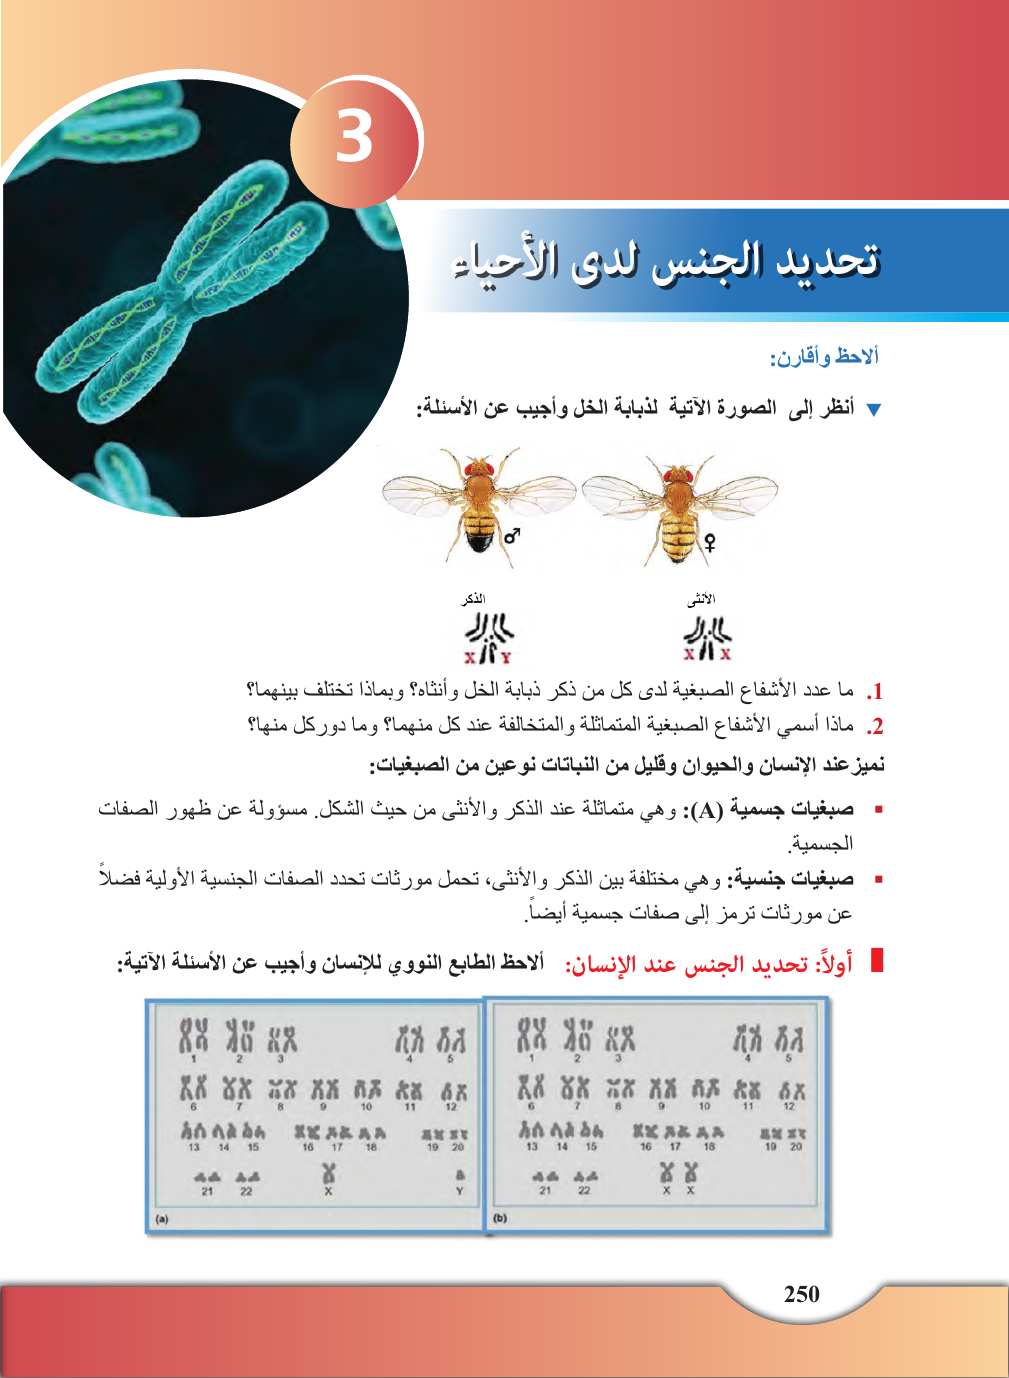 3
تحديد الجنس لدى الأحياء
ألاحظ وأقارن:
أنظر إلى الصورة الآتية لذبابة الخل وأجيب عن الأسئلة:
♂ ♀
الذكر الأنثى
X Y X X
1. ما عدد الأشفاع الصبغية لدى كل من ذكر ذبابة الخل وأنثاه؟ وبماذا تختلف بينهما؟
2. ماذا أسمي الأشفاع الصبغية المتماثلة والمتخالفة عند كل منهما؟ وما دوركل منها؟
نميزعند الإنسان والحيوان وقليل من النباتات نوعين من الصبغيات:
▪ صبغيات جسمية (A): وهي متماثلة عند الذكر والأنثى من حيث الشكل. مسؤولة عن ظهور الصفات
الجسمية.
▪ صبغيات جنسية: وهي مختلفة بين الذكر والأنثى، تحمل مورثات تحدد الصفات الجنسية الأولية فضلاً
عن مورثات ترمز إلى صفات جسمية أيضاً.
أولاً: تحديد الجنس عند الإنسان: ألاحظ الطابع النووي للإنسان وأجيب عن الأسئلة الآتية:
1 2 3 4 5
6 7 8 9 10 11 12
13 14 15 16 17 18 19 20
21 22 X Y
(a)
1 2 3 4 5
6 7 8 9 10 11 12
13 14 15 16 17 18 19 20
21 22 X X
(b)
250